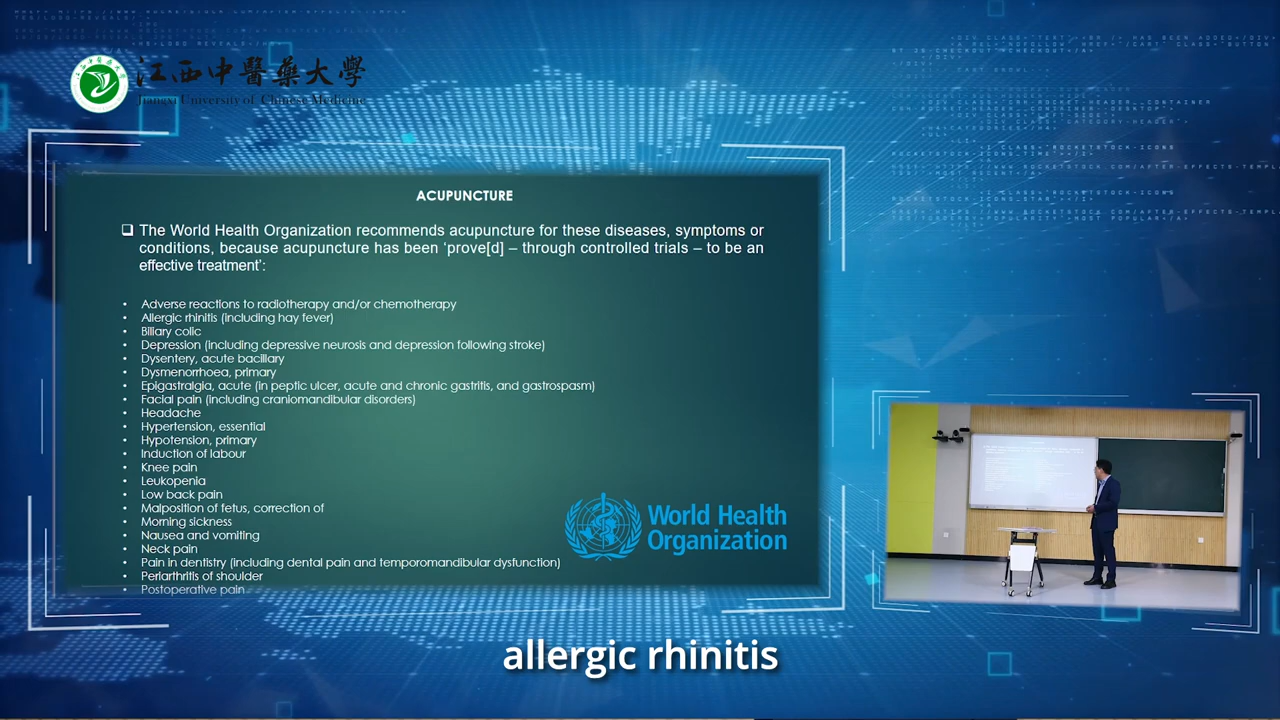 江西中醫藥大學
Jiangxi University of Chinese Medicine
ACUPUNCTURE
The World Health Organization recommends acupuncture for these diseases, symptoms or
conditions, because acupuncture has been ‘prove[d] – through controlled trials – to be an
effective treatment’:
• Adverse reactions to radiotherapy and/or chemotherapy
• Allergic rhinitis (including hay fever)
• Biliary colic
• Depression (including depressive neurosis and depression following stroke)
• Dysentery, acute bacillary
• Dysmenorrhoea, primary
• Epigastralgia, acute (in peptic ulcer, acute and chronic gastritis, and gastrospasm)
• Facial pain (including craniomandibular disorders)
• Headache
• Hypertension, essential
• Hypotension, primary
• Induction of labour
• Knee pain
• Leukopenia
• Low back pain
• Malposition of fetus, correction of
• Morning sickness
• Nausea and vomiting
• Neck pain
• Pain in dentistry (including dental pain and temporomandibular dysfunction)
• Periarthritis of shoulder
• Postoperative pain
World Health
Organization
allergic rhinitis